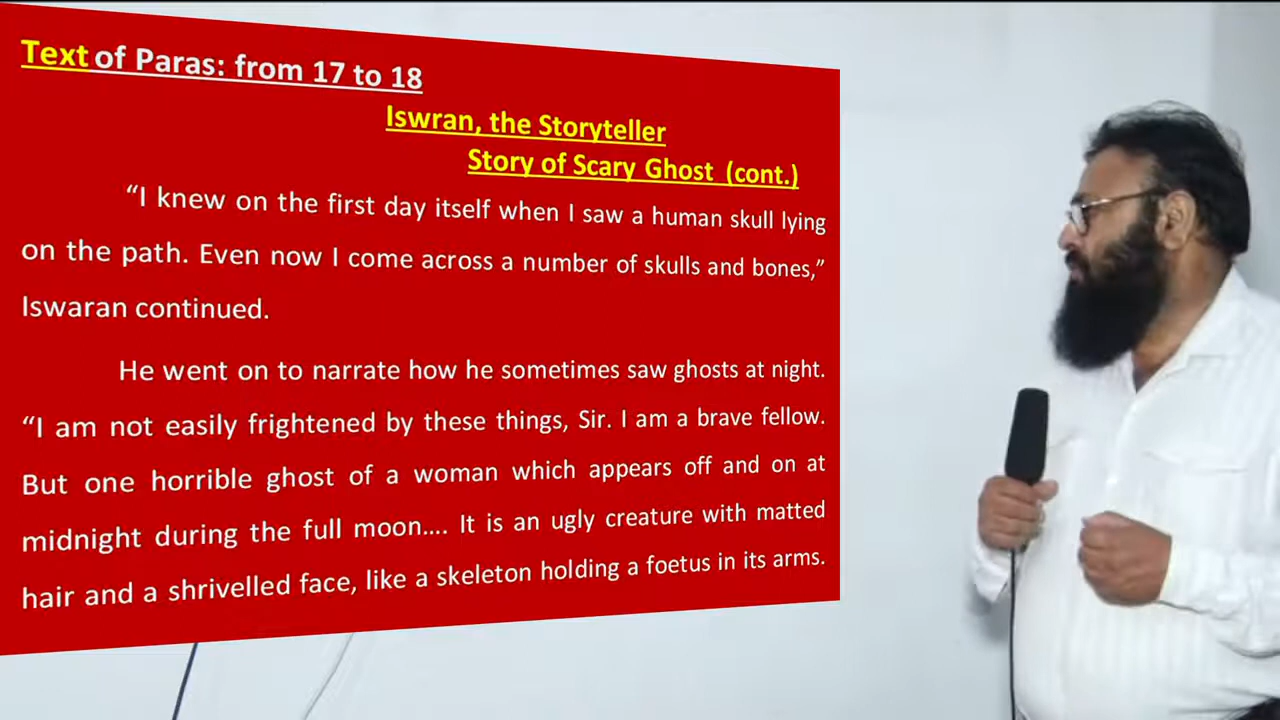 Text of Paras: from 17 to 18
Iswran, the Storyteller
Story of Scary Ghost (cont.)
“I knew on the first day itself when I saw a human skull lying
on the path. Even now I come across a number of skulls and bones,”
Iswaran continued.
He went on to narrate how he sometimes saw ghosts at night.
“I am not easily frightened by these things, Sir. I am a brave fellow.
But one horrible ghost of a woman which appears off and on at
midnight during the full moon…. It is an ugly creature with matted
hair and a shrivelled face, like a skeleton holding a foetus in its arms.